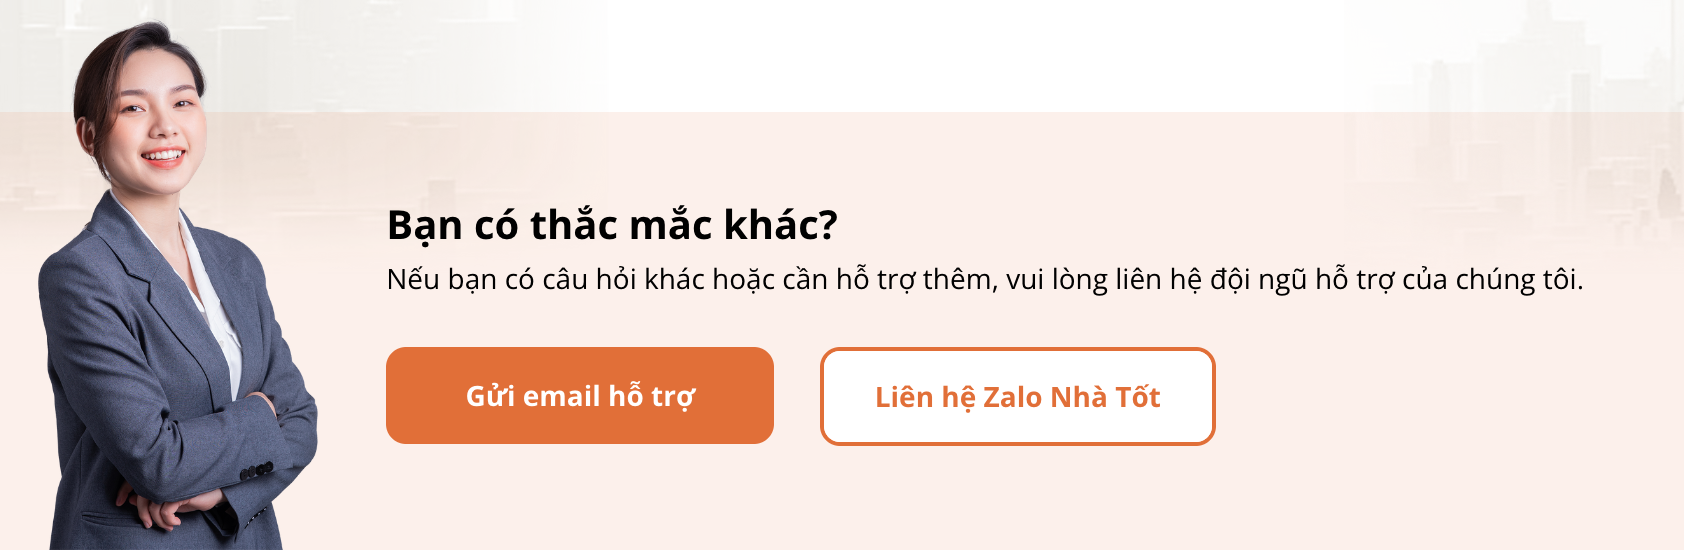 Bạn có thắc mắc khác?
Nếu bạn có câu hỏi khác hoặc cần hỗ trợ thêm, vui lòng liên hệ đội ngũ hỗ trợ của chúng tôi.
Gửi email hỗ trợ
Liên hệ Zalo Nhà Tốt